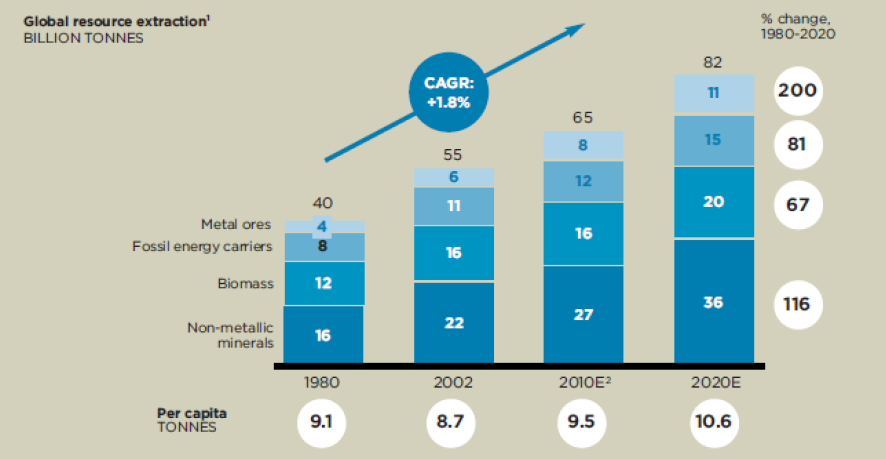 Global resource extraction¹
BILLION TONNES
% change,
1980-2020
CAGR:
+1.8%
82
11
200
65
8
15
81
55
6
12
40
11
20
67
Metal ores
4
Fossil energy carriers
8
16
16
Biomass
12
36
116
27
22
Non-metallic
minerals
16
1980
2002
2010E²
2020E
Per capita
TONNES
9.1
8.7
9.5
10.6